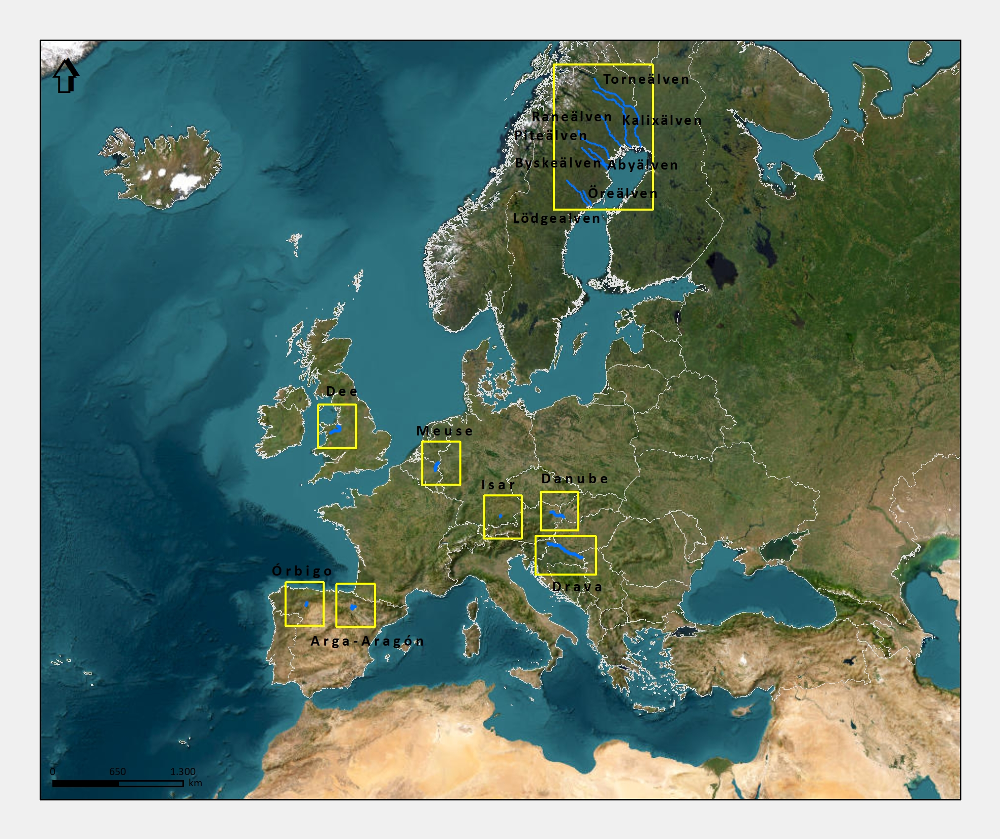 Torneälven
Raneälven
Kalixälven
Piteälven
Byskeälven
Abyälven
Öreälven
Lödgealven
Dee
Meuse
Danube
Isar
Órbigo
Drava
Arga-Aragón
0 650 1.300
km